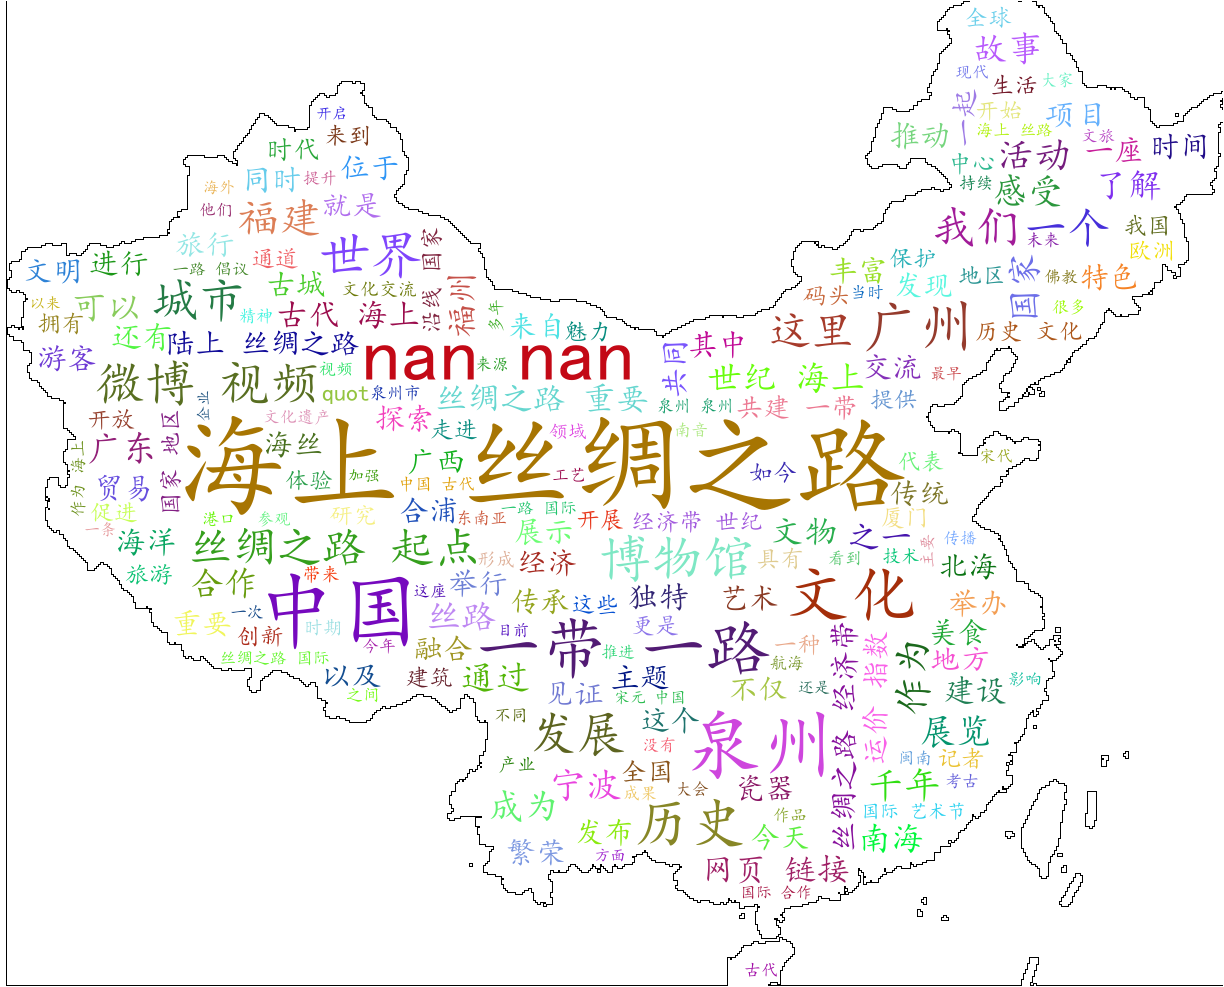 全球
故事
现代
生活
大家
一起
开始
项目
开启
来到
推动
海上 丝路
文旅
时代
位于
中心
活动
一座
时间
海外
同时
提升
持续
感受
了解
他们
福建
就是
我们
一个
我国
旅行
世界
国家
未来
欧洲
文明
进行
一路 倡议
通道
丰富
保护
发现
地区
国家
佛教
特色
以来
可以
城市
古城
文化交流
沿线
福州
多年
码头
当时
很多
拥有
精神
古代 海上
来自
魅力
这里
广州
历史 文化
还有
陆上 丝绸之路
nan nan
来源
共同
其中
游客
微博 视频
视频
quot
泉州市
丝绸之路 重要
世纪 海上
交流
最早
企业
泉州 泉州
共建 一带
提供
开放
地区
文化遗产
探索
走进
领域
南音
广东
海丝
海上 丝绸之路
广西
工艺
如今
代表
宋代
作为 海上
贸易
国家
体验
加强
中国 古代
传统
促进
港口
参观
研究
合浦
东南亚
一路 国际
开展
经济带 世纪
文物
之一
厦门
一条
海洋
丝绸之路 起点
形成
展示
经济
博物馆
具有
看到
技术
主要
传播
旅游
合作
带来
中国
这座
举行
传承
这些
独特
艺术
文化
北海
举办
重要
一次
创新
时期
今年
丝路
目前
一带 一路
更是
一种
美食
丝绸之路 国际
融合
推进
航海
丝绸之路 经济带
运价 指数
作为
地方
以及
之间
建筑
通过
见证
主题
宋元 中国
不仅
还是
建设
影响
不同
发展
这个
没有
泉州
展览
产业
宁波
全国
成果
大会
瓷器
闽南
记者
千年
考古
成为
发布
历史
作品
今天
国际 艺术节
南海
繁荣
方面
网页 链接
国际 合作
古代